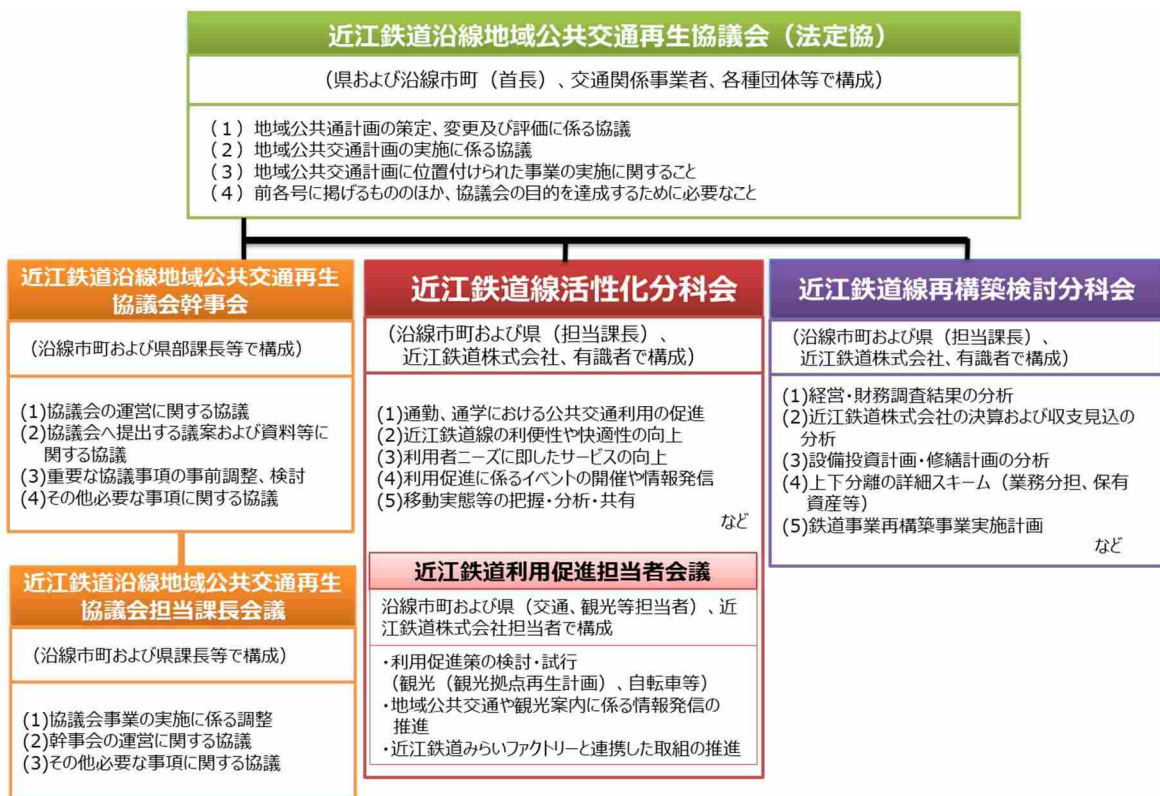 近江鉄道沿線地域公共交通再生協議会（法定協）
（県および沿線市町（首長）、交通関係事業者、各種団体等で構成）
（1）地域公共通計画の策定、変更及び評価に係る協議
（2）地域公共交通計画の実施に係る協議
（3）地域公共交通計画に位置付けられた事業の実施に関すること
（4）前各号に掲げるもののほか、協議会の目的を達成するために必要なこと
近江鉄道沿線地域公共交通再生
協議会幹事会
（沿線市町および県部課長等で構成）
(1)協議会の運営に関する協議
(2)協議会へ提出する議案および資料等に
関する協議
(3)重要な協議事項の事前調整、検討
(4)その他必要な事項に関する協議
近江鉄道沿線地域公共交通再生
協議会担当課長会議
（沿線市町および県課長等で構成）
(1)協議会事業の実施に係る調整
(2)幹事会の運営に関する協議
(3)その他必要な事項に関する協議
近江鉄道線活性化分科会
（沿線市町および県（担当課長）、
近江鉄道株式会社、有識者で構成）
(1)通勤、通学における公共交通利用の促進
(2)近江鉄道線の利便性や快適性の向上
(3)利用者ニーズに即したサービスの向上
(4)利用促進に係るイベントの開催や情報発信
(5)移動実態等の把握・分析・共有
など
近江鉄道利用促進担当者会議
沿線市町および県（交通、観光等担当者）、近
江鉄道株式会社担当者で構成
・利用促進策の検討・試行
（観光（観光拠点再生計画）、自転車等）
・地域公共交通や観光案内に係る情報発信の
推進
・近江鉄道みらいファクトリーと連携した取組の推進
近江鉄道線再構築検討分科会
（沿線市町および県（担当課長）、
近江鉄道株式会社、有識者で構成）
(1)経営・財務調査結果の分析
(2)近江鉄道株式会社の決算および収支見込の
分析
(3)設備投資計画・修繕計画の分析
(4)上下分離の詳細スキーム（業務分担、保有
資産等）
(5)鉄道事業再構築事業実施計画
など